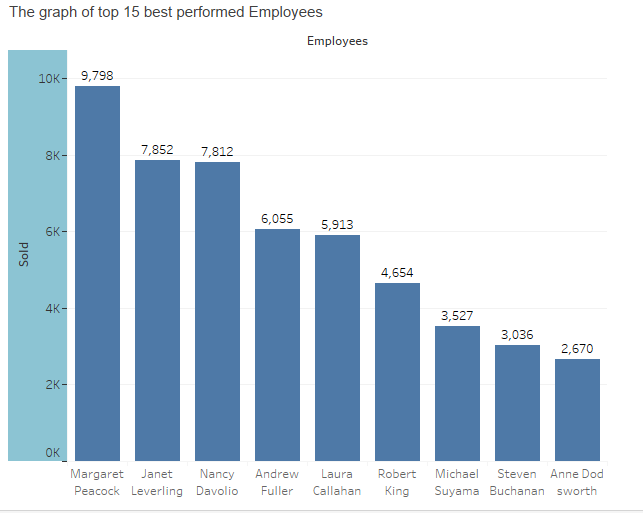 The graph of top 15 best performed Employees
Employees
Sold
10K
8K
6K
4K
2K
0K
9,798
7,852
7,812
6,055
5,913
4,654
3,527
3,036
2,670
Margaret Peacock
Janet Leverling
Nancy Davolio
Andrew Fuller
Laura Callahan
Robert King
Michael Suyama
Steven Buchanan
Anne Dod sworth